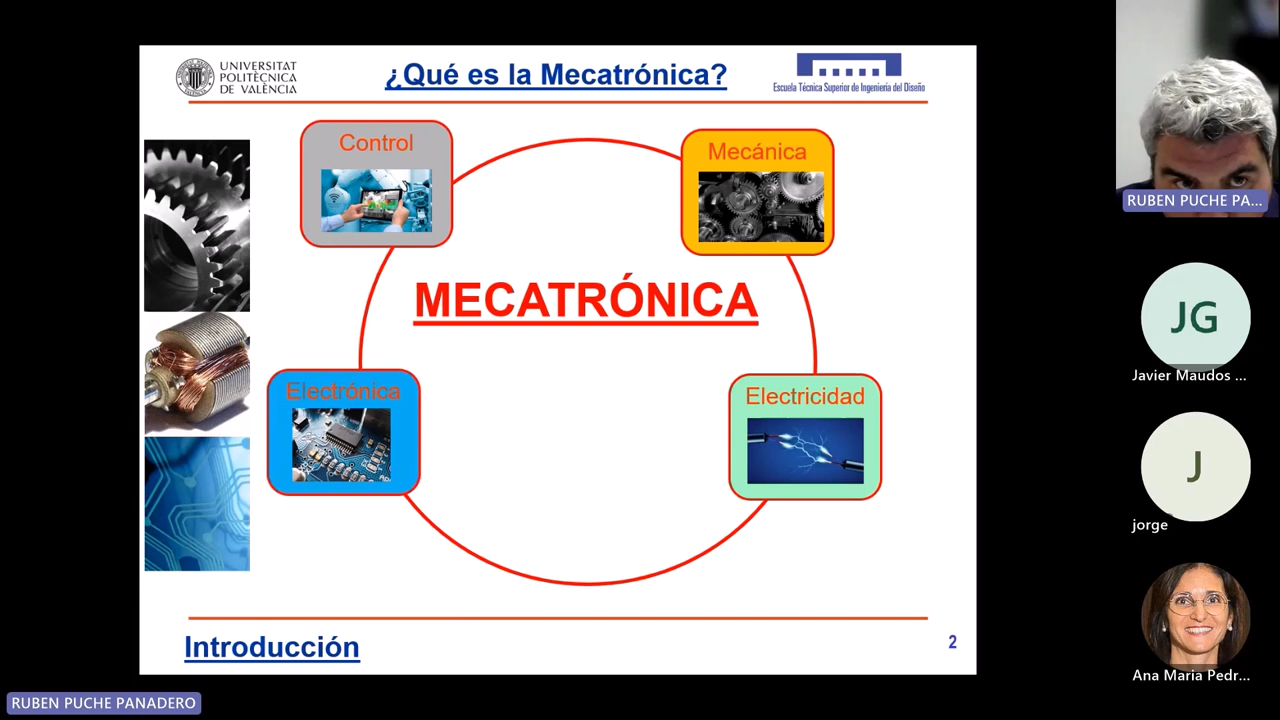 UNIVERSITAT
POLITÈCNICA
DE VALÈNCIA
¿Qué es la Mecatrónica?
Escuela Técnica Superior de Ingeniería del Diseño
Control
Mecánica
MECATRÓNICA
Electrónica
Electricidad
Introducción
2
RUBEN PUCHE PANADERO
RUBEN PUCHE PA...
JG
Javier Maudos ...
J
jorge
Ana Maria Pedr...